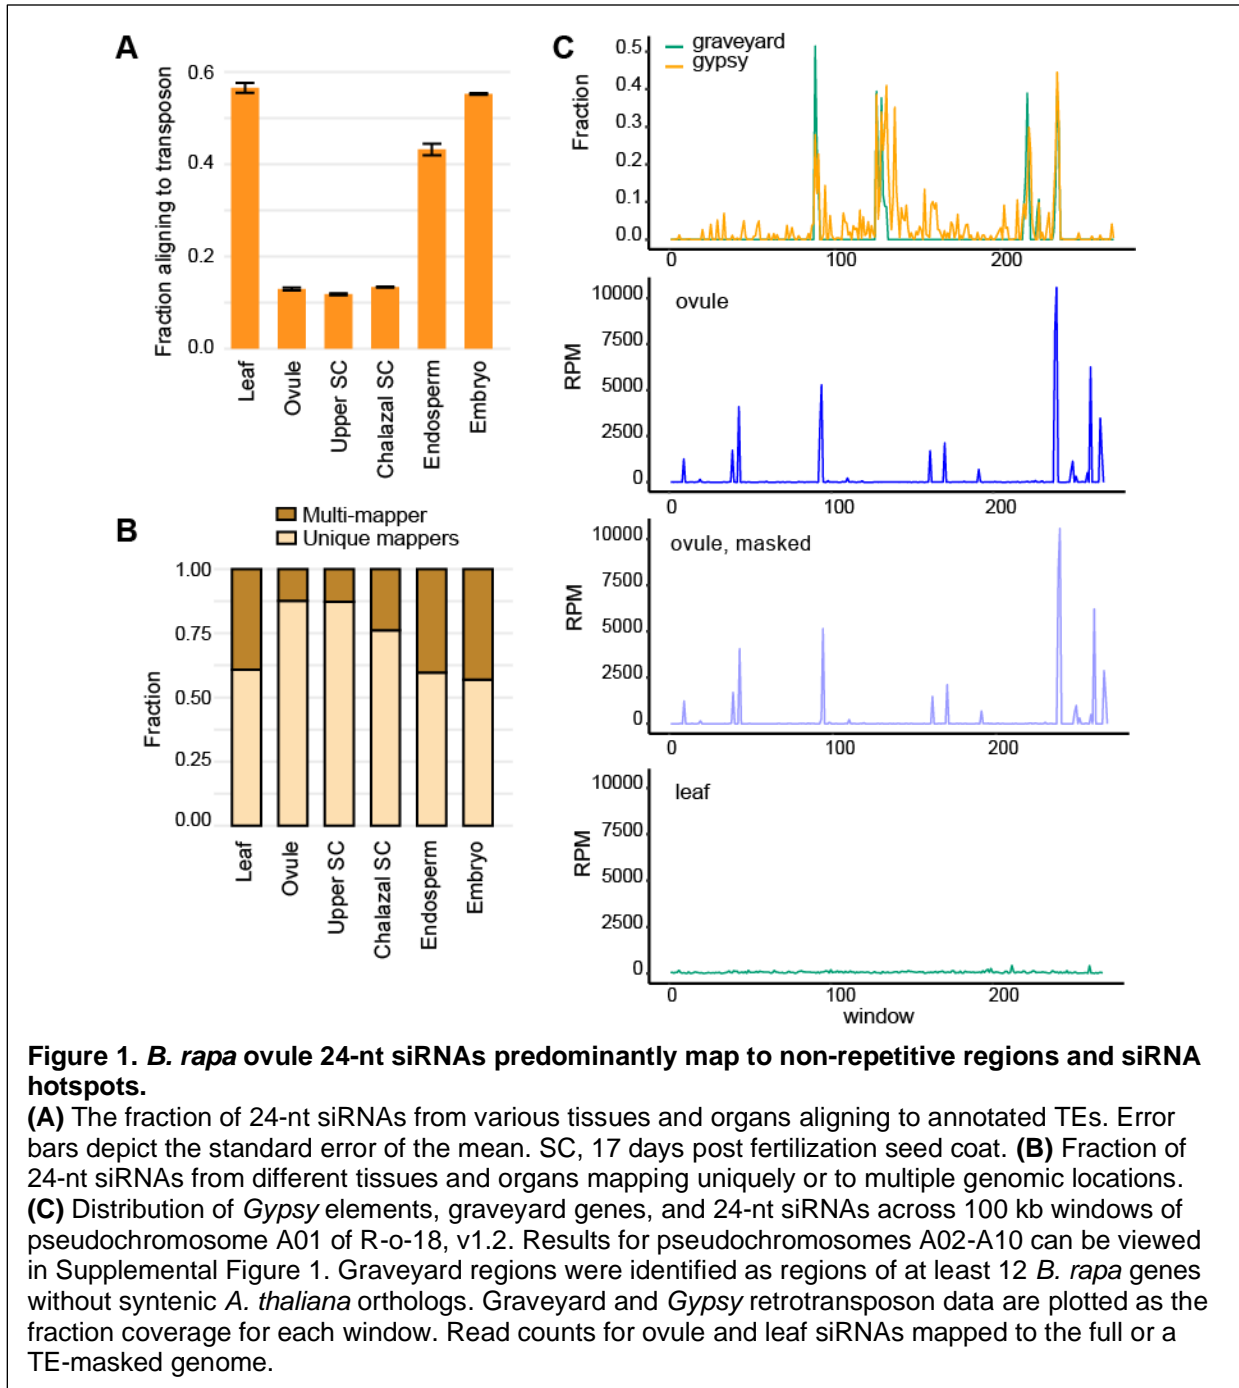 A
Fraction aligning to transposon
0.6
0.4
0.2
0.0
Leaf
Ovule
Upper SC
Chalazal SC
Endosperm
Embryo
B
Multi-mapper
Unique mappers
Fraction
1.00
0.75
0.50
0.25
0.00
Leaf
Ovule
Upper SC
Chalazal SC
Endosperm
Embryo
C
graveyard
gypsy
Fraction
0.5
0.3
0.2
0.1
0.0
0
100
200
ovule
RPM
10000
7500
5000
2500
0
0
100
200
ovule, masked
RPM
10000
7500
5000
2500
0
0
100
200
leaf
RPM
10000
7500
5000
2500
0
0
100
200
window
Figure 1. B. rapa ovule 24-nt siRNAs predominantly map to non-repetitive regions and siRNA
hotspots.
(A) The fraction of 24-nt siRNAs from various tissues and organs aligning to annotated TEs. Error
bars depict the standard error of the mean. SC, 17 days post fertilization seed coat. (B) Fraction of
24-nt siRNAs from different tissues and organs mapping uniquely or to multiple genomic locations.
(C) Distribution of Gypsy elements, graveyard genes, and 24-nt siRNAs across 100 kb windows of
pseudochromosome A01 of R-o-18, v1.2. Results for pseudochromosomes A02-A10 can be viewed
in Supplemental Figure 1. Graveyard regions were identified as regions of at least 12 B. rapa genes
without syntenic A. thaliana orthologs. Graveyard and Gypsy retrotransposon data are plotted as the
fraction coverage for each window. Read counts for ovule and leaf siRNAs mapped to the full or a
TE-masked genome.